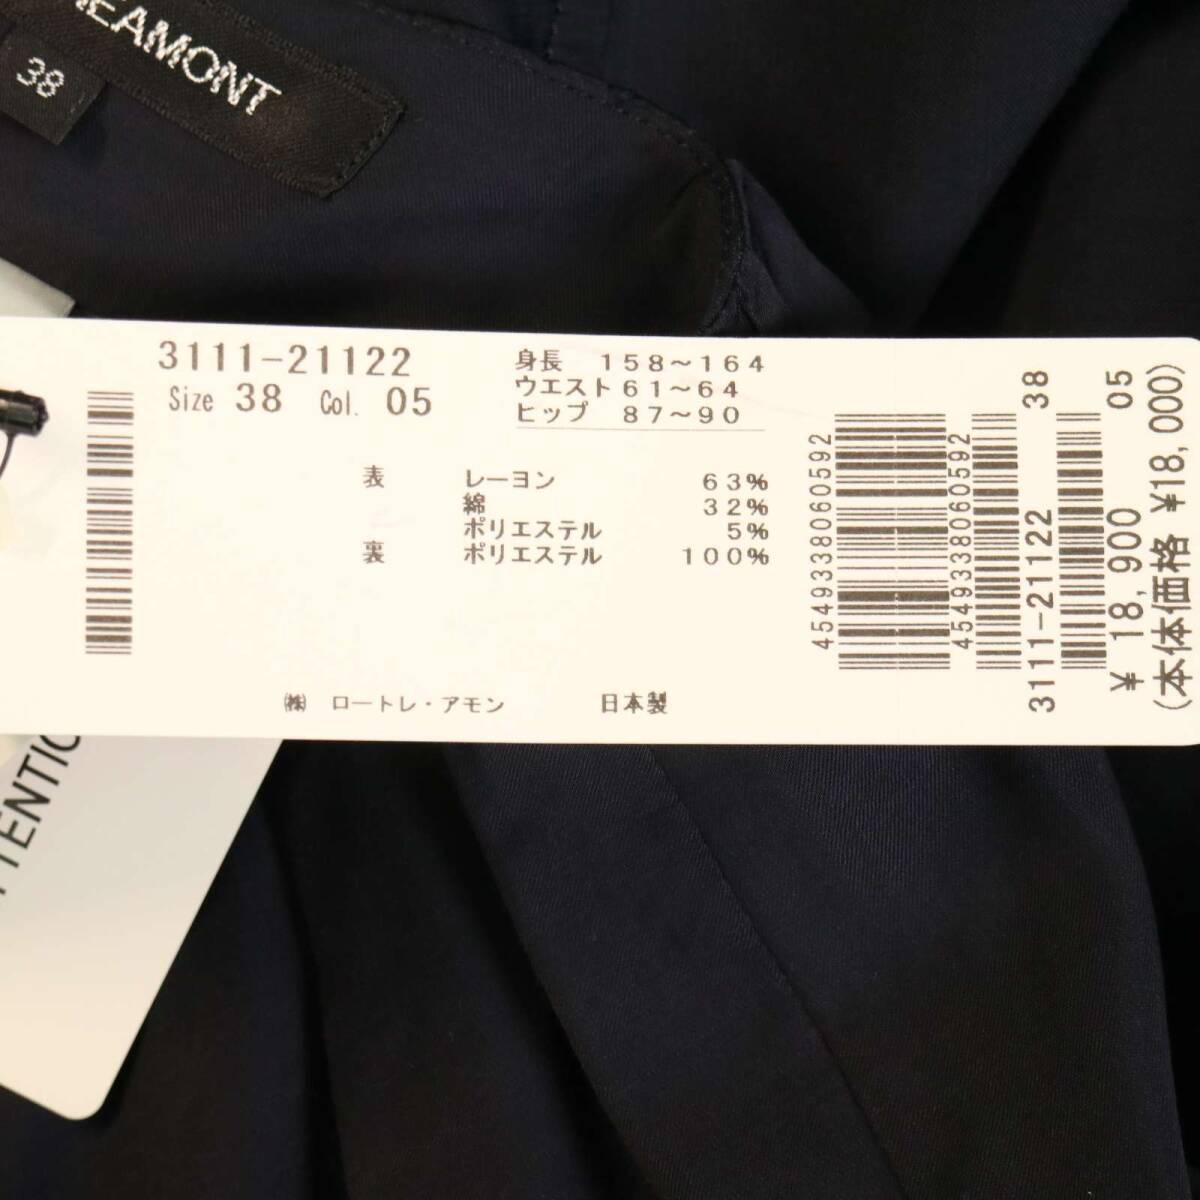 38
3111-21122
Size 38 Col. 05
身長 158~164
ウエスト 61~64
ヒップ 87~90
表 レーヨン 63%
綿 32%
ポリエステル 5%
裏 ポリエステル 100%
㈱ ロートレ・アモン 日本製
4549338060592
4549338060592
3111-21122 38
¥ 18,900 05
(本体価格 ¥18,000)